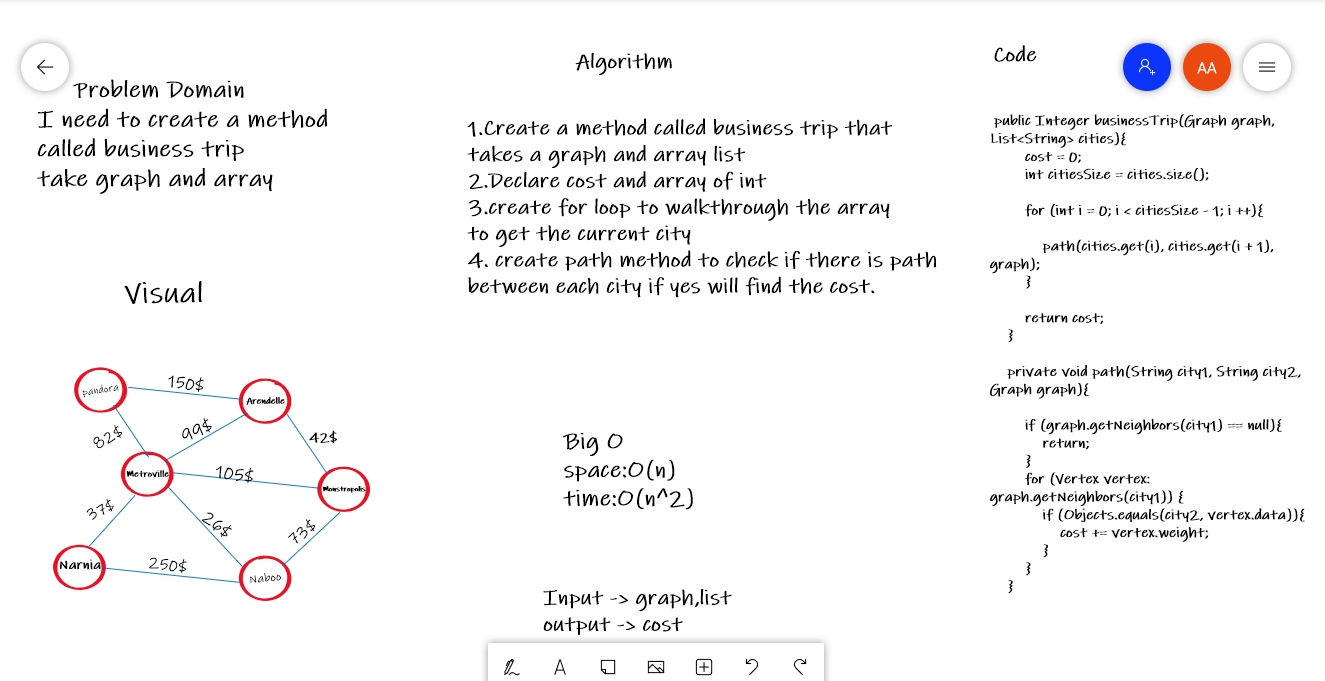 Problem Domain
I need to create a method
called business trip
take graph and array
Visual
pandora
150$
Arendelle
82$
99$
42$
Metroville
105$
Monstropolis
37$
26$
73$
Narnia
250$
Naboo
Algorithm
1.Create a method called business trip that
takes a graph and array list
2.Declare cost and array of int
3.create for loop to walkthrough the array
to get the current city
4. create path method to check if there is path
between each city if yes will find the cost.
Big O
space:O(n)
time:O(n^2)
Input -> graph,list
output -> cost
A
Code
AA
public Integer businessTrip(Graph graph,
List<String> cities){
cost = 0;
int citiesSize = cities.size();
for (int i = 0; i < citiesSize - 1; i ++){
path(cities.get(i), cities.get(i + 1),
graph);
}
return cost;
}
private void path(String city1, String city2,
Graph graph){
if (graph.getNeighbors(city1) == null){
return;
}
for (Vertex vertex:
graph.getNeighbors(city1)) {
if (Objects.equals(city2, vertex.data)){
cost += vertex.weight;
}
}
}